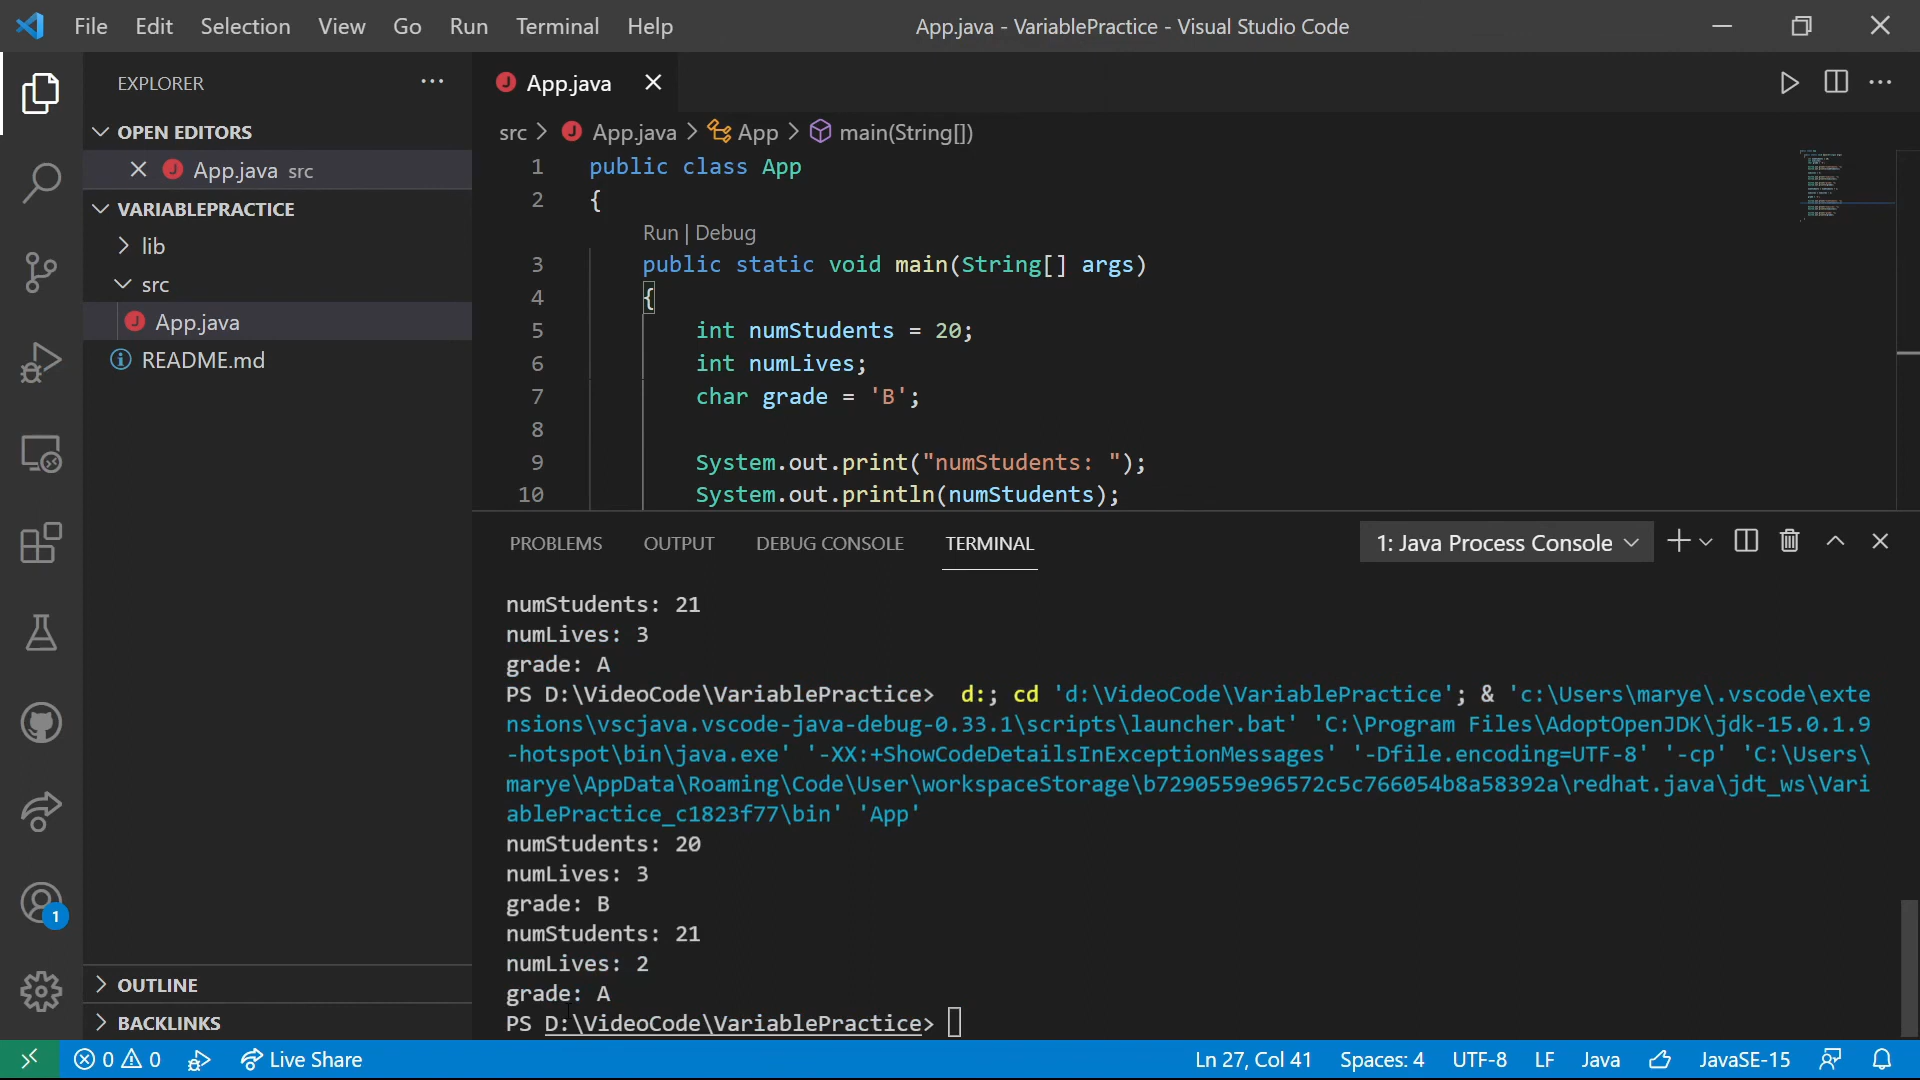 File Edit Selection View Go Run Terminal Help
App.java - VariablePractice - Visual Studio Code
EXPLORER
OPEN EDITORS
App.java src
VARIABLEPRACTICE
lib
src
App.java
README.md
OUTLINE
BACKLINKS
1
App.java
src > App.java > App > main(String[])
1 public class App
2 {
Run | Debug
3 public static void main(String[] args)
4 {
5 int numStudents = 20;
6 int numLives;
7 char grade = 'B';
8
9 System.out.print("numStudents: ");
10 System.out.println(numStudents);
PROBLEMS OUTPUT DEBUG CONSOLE TERMINAL
1: Java Process Console
numStudents: 21
numLives: 3
grade: A
PS D:\VideoCode\VariablePractice>  d:; cd 'd:\VideoCode\VariablePractice'; & 'c:\Users\marye\.vscode\exte
nsions\vscjava.vscode-java-debug-0.33.1\scripts\launcher.bat' 'C:\Program Files\AdoptOpenJDK\jdk-15.0.1.9
-hotspot\bin\java.exe' '-XX:+ShowCodeDetailsInExceptionMessages' '-Dfile.encoding=UTF-8' '-cp' 'C:\Users\
marye\AppData\Roaming\Code\User\workspaceStorage\b7290559e96572c5c766054b8a58392a\redhat.java\jdt_ws\Vari
ablePractice_c1823f77\bin' 'App'
numStudents: 20
numLives: 3
grade: B
numStudents: 21
numLives: 2
grade: A
PS D:\VideoCode\VariablePractice>
0 0 Live Share
Ln 27, Col 41 Spaces: 4 UTF-8 LF Java JavaSE-15